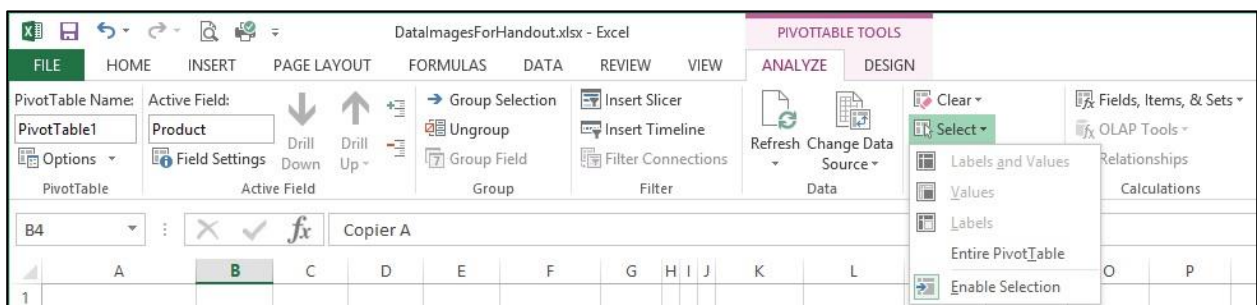 DataImagesForHandout.xlsx - Excel
PIVOTTABLE TOOLS
FILE HOME INSERT PAGE LAYOUT FORMULAS DATA REVIEW VIEW ANALYZE DESIGN
PivotTable Name: Active Field:
PivotTable1 Product
Options Field Settings
Drill Down Drill Up
PivotTable Active Field
Group Selection
Ungroup
Group Field
Group
Insert Slicer
Insert Timeline
Filter Connections
Filter
Refresh Change Data Source
Data
Clear
Select
Labels and Values
Values
Labels
Entire PivotTable
Enable Selection
Fields, Items, & Sets
OLAP Tools
Relationships
Calculations
B4 fx Copier A
A B C D E F G H I J K L O P
1